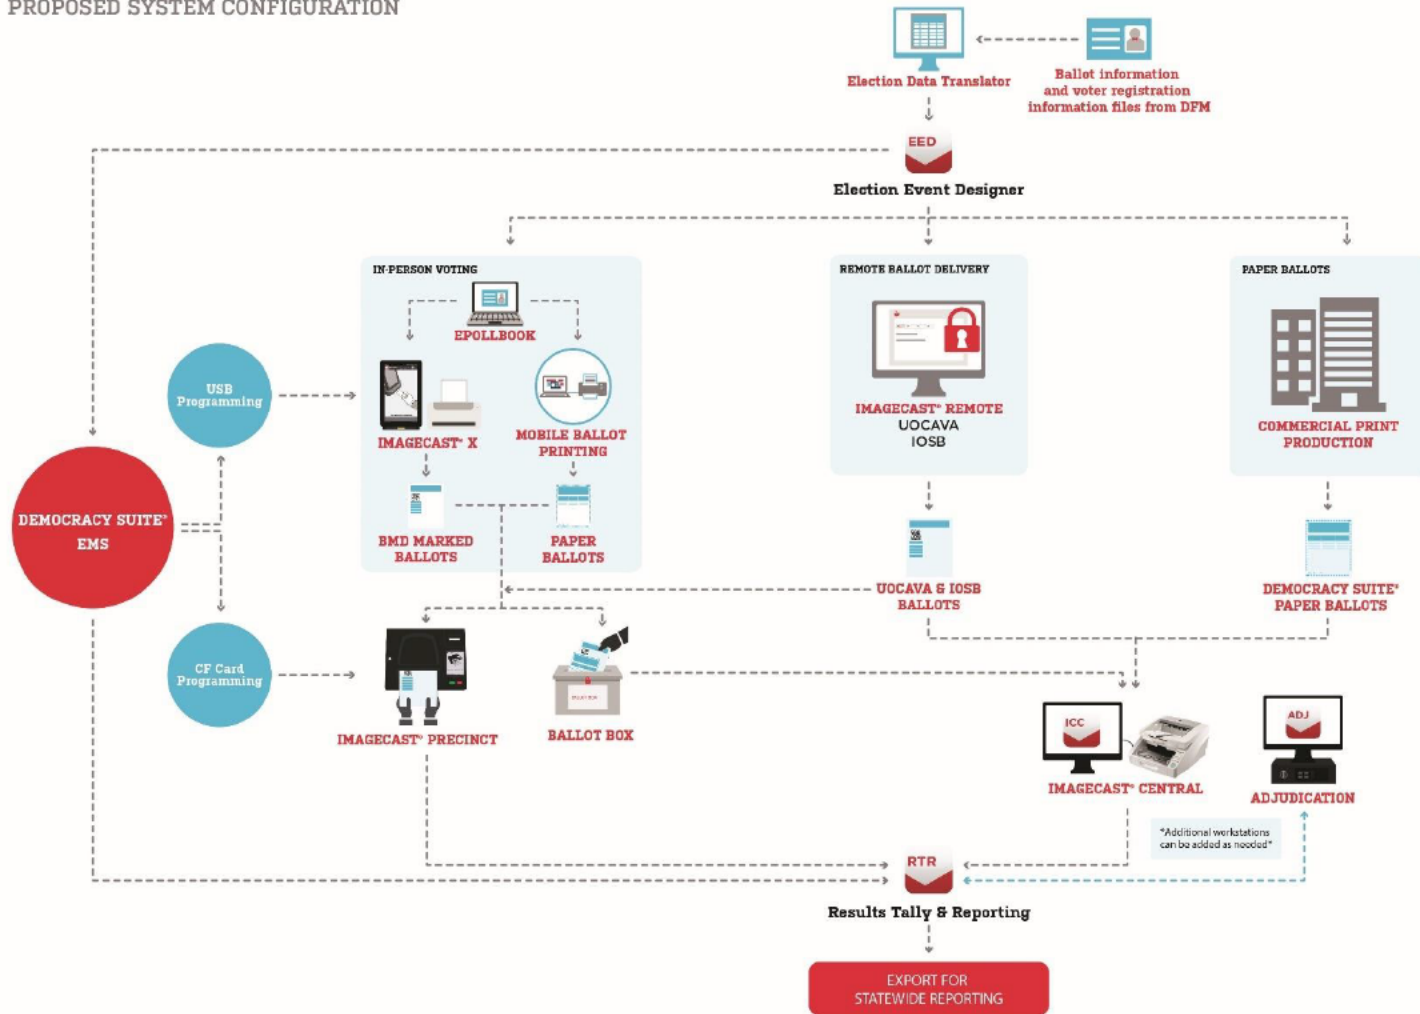 PROPOSED SYSTEM CONFIGURATION
Election Data Translator
Ballot information
and voter registration
information files from DFM
EED
Election Event Designer
IN-PERSON VOTING
EPOLLBOOK
IMAGECAST® X
MOBILE BALLOT
PRINTING
BMD MARKED
BALLOTS
PAPER
BALLOTS
REMOTE BALLOT DELIVERY
IMAGECAST® REMOTE
UOCAVA
IOSB
PAPER BALLOTS
COMMERCIAL PRINT
PRODUCTION
USB
Programming
DEMOCRACY SUITE®
EMS
CF Card
Programming
UOCAVA & IOSB
BALLOTS
DEMOCRACY SUITE®
PAPER BALLOTS
IMAGECAST® PRECINCT
BALLOT BOX
BALLOT BOX
ICC
IMAGECAST® CENTRAL
ADJ
ADJUDICATION
*Additional workstations
can be added as needed*
RTR
Results Tally & Reporting
EXPORT FOR
STATEWIDE REPORTING